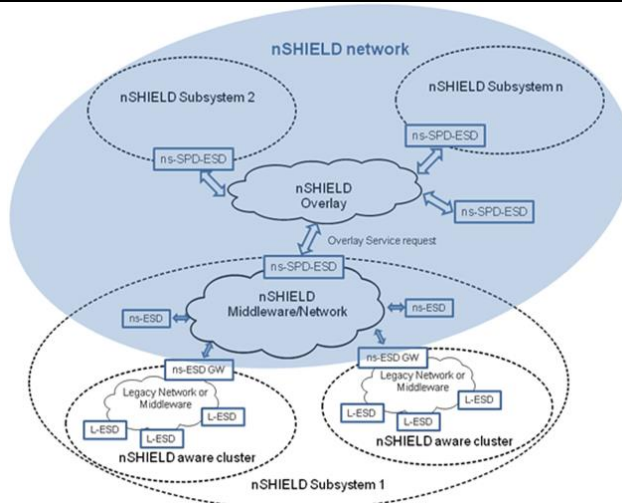 nSHIELD network
nSHIELD Subsystem 2
nSHIELD Subsystem n
ns-SPD-ESD
ns-SPD-ESD
nSHIELD
Overlay
ns-SPD-ESD
Overlay Service request
ns-SPD-ESD
nSHIELD
Middleware/Network
ns-ESD
ns-ESD
ns-ESD GW
Legacy Network or
Middleware
L-ESD
L-ESD
L-ESD
nSHIELD aware cluster
ns-ESD GW
Legacy Network or
Middleware
L-ESD
L-ESD
L-ESD
nSHIELD aware cluster
nSHIELD Subsystem 1